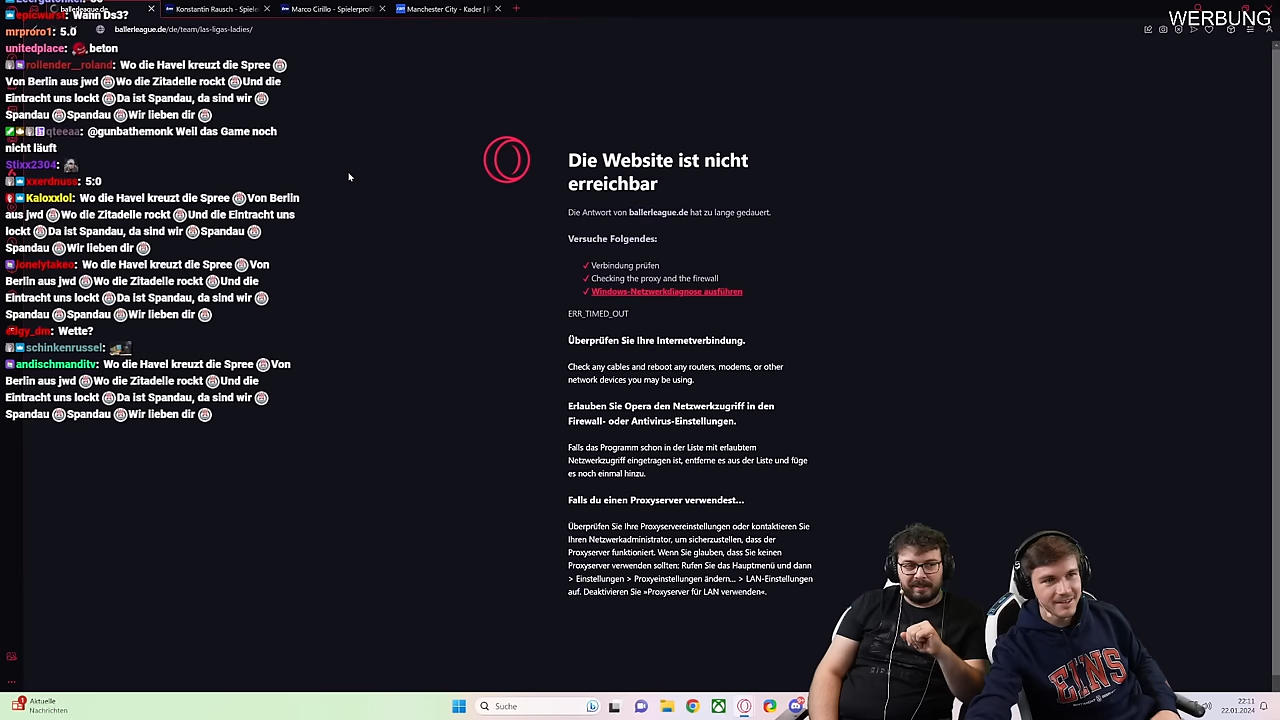 ballerleague.de
Konstantin Rausch - Spiele
Marco Cirillo - Spielerprofi
Manchester City - Kader |
WERBUNG
ballerleague.de/de/team/las-ligas-ladies/
epicwurst: Wann Ds3?
mrproro1: 5.0
unitedplace: , beton
rollender__roland: Wo die Havel kreuzt die Spree
Von Berlin aus jwd Wo die Zitadelle rockt Und die
Eintracht uns lockt Da ist Spandau, da sind wir
Spandau Spandau Wir lieben dir
qteeaa: @gunbathemonk Weil das Game noch
nicht läuft
Stixx2304:
xxerdnuss: 5:0
Kaloxxlol: Wo die Havel kreuzt die Spree Von Berlin
aus jwd Wo die Zitadelle rockt Und die Eintracht uns
lockt Da ist Spandau, da sind wir Spandau
Spandau Wir lieben dir
lonelytakeo: Wo die Havel kreuzt die Spree Von
Berlin aus jwd Wo die Zitadelle rockt Und die
Eintracht uns lockt Da ist Spandau, da sind wir
Spandau Spandau Wir lieben dir
edgy_dm: Wette?
schinkenrussel:
andischmanditv: Wo die Havel kreuzt die Spree Von
Berlin aus jwd Wo die Zitadelle rockt Und die
Eintracht uns lockt Da ist Spandau, da sind wir
Spandau Spandau Wir lieben dir
Die Website ist nicht
erreichbar
Die Antwort von ballerleague.de hat zu lange gedauert.
Versuche Folgendes:
Verbindung prüfen
Checking the proxy and the firewall
Windows-Netzwerkdiagnose ausführen
ERR_TIMED_OUT
Überprüfen Sie Ihre Internetverbindung.
Check any cables and reboot any routers, modems, or other
network devices you may be using.
Erlauben Sie Opera den Netzwerkzugriff in den
Firewall- oder Antivirus-Einstellungen.
Falls das Programm schon in der Liste mit erlaubtem
Netzwerkzugriff eingetragen ist, entferne es aus der Liste und füge
es noch einmal hinzu.
Falls du einen Proxyserver verwendest...
Überprüfen Sie Ihre Proxyservereinstellungen oder kontaktieren Sie
Ihren Netzwerkadministrator, um sicherzustellen, dass der
Proxyserver funktioniert. Wenn Sie glauben, dass Sie keinen
Proxyserver verwenden sollten: Rufen Sie das Hauptmenü und dann
> Einstellungen > Proxyeinstellungen ändern... > LAN-Einstellungen
auf. Deaktivieren Sie »Proxyserver für LAN verwenden«.
EINS
Aktuelle
Nachrichten
Suche
22:11
22.01.2024